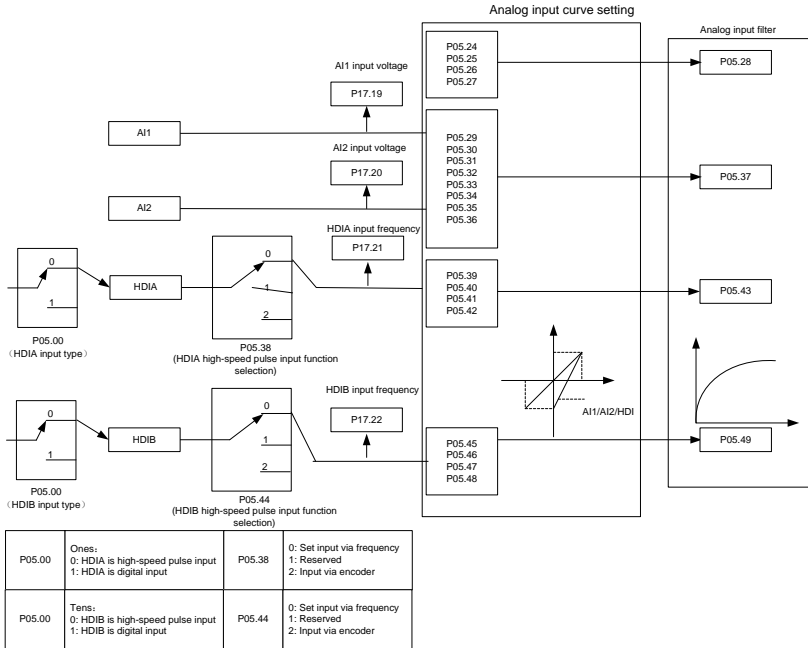 Analog input curve setting
Analog input filter
P05.24
P05.25
P05.26
P05.27
P05.28
AI1 input voltage
P17.19
AI1
AI2 input voltage
P17.20
AI2
P05.29
P05.30
P05.31
P05.32
P05.33
P05.34
P05.35
P05.36
P05.37
HDIA input frequency
P17.21
0
1
HDIA
0
1
2
P05.39
P05.40
P05.41
P05.42
P05.43
P05.00
（HDIA input type）
P05.38
(HDIA high-speed pulse input function
selection)
HDIB input frequency
P17.22
AI1/AI2/HDI
0
1
HDIB
0
1
2
P05.45
P05.46
P05.47
P05.48
P05.49
P05.00
（HDIB input type）
P05.44
(HDIB high-speed pulse input function
selection)
P05.00
Ones：
0: HDIA is high-speed pulse input
1: HDIA is digital input
P05.38
0: Set input via frequency
1: Reserved
2: Input via encoder
P05.00
Tens：
0: HDIB is high-speed pulse input
1: HDIB is digital input
P05.44
0: Set input via frequency
1: Reserved
2: Input via encoder